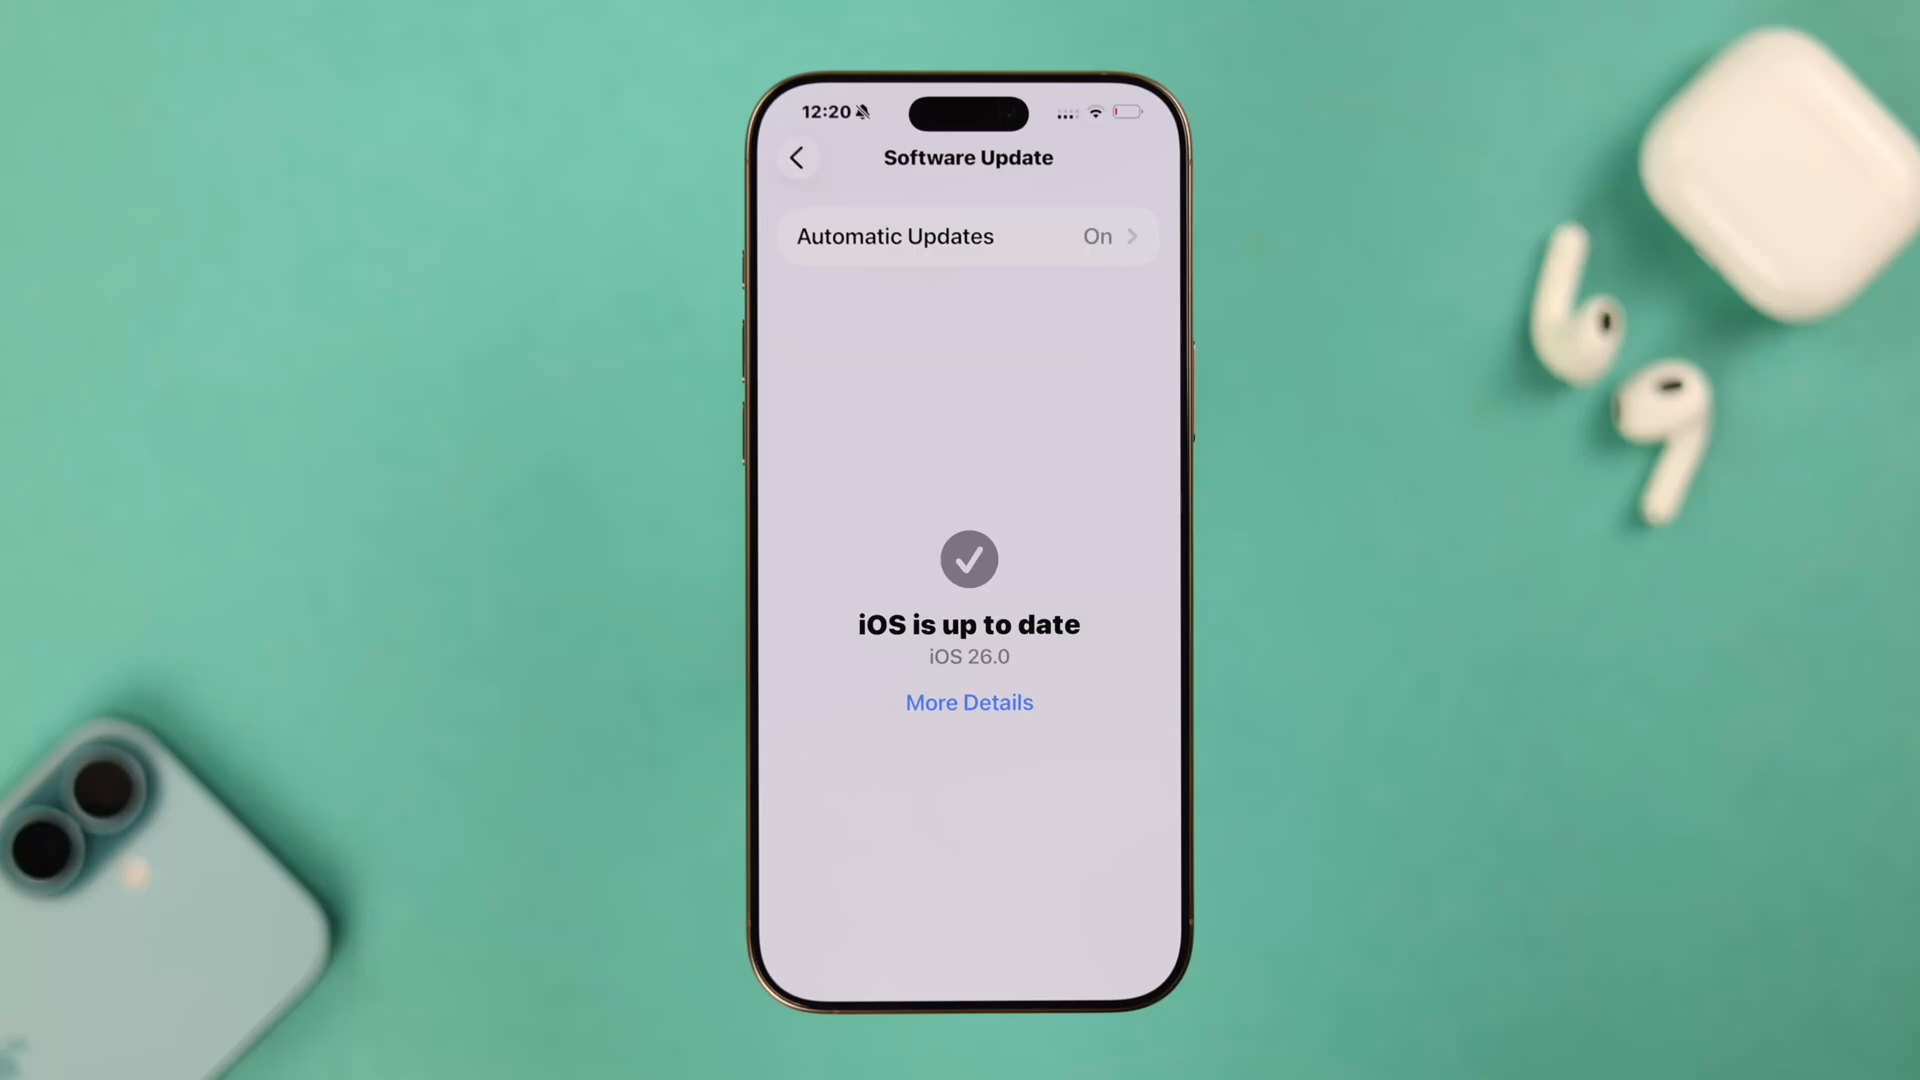 12:20
Software Update
Automatic Updates On
iOS is up to date
iOS 26.0
More Details